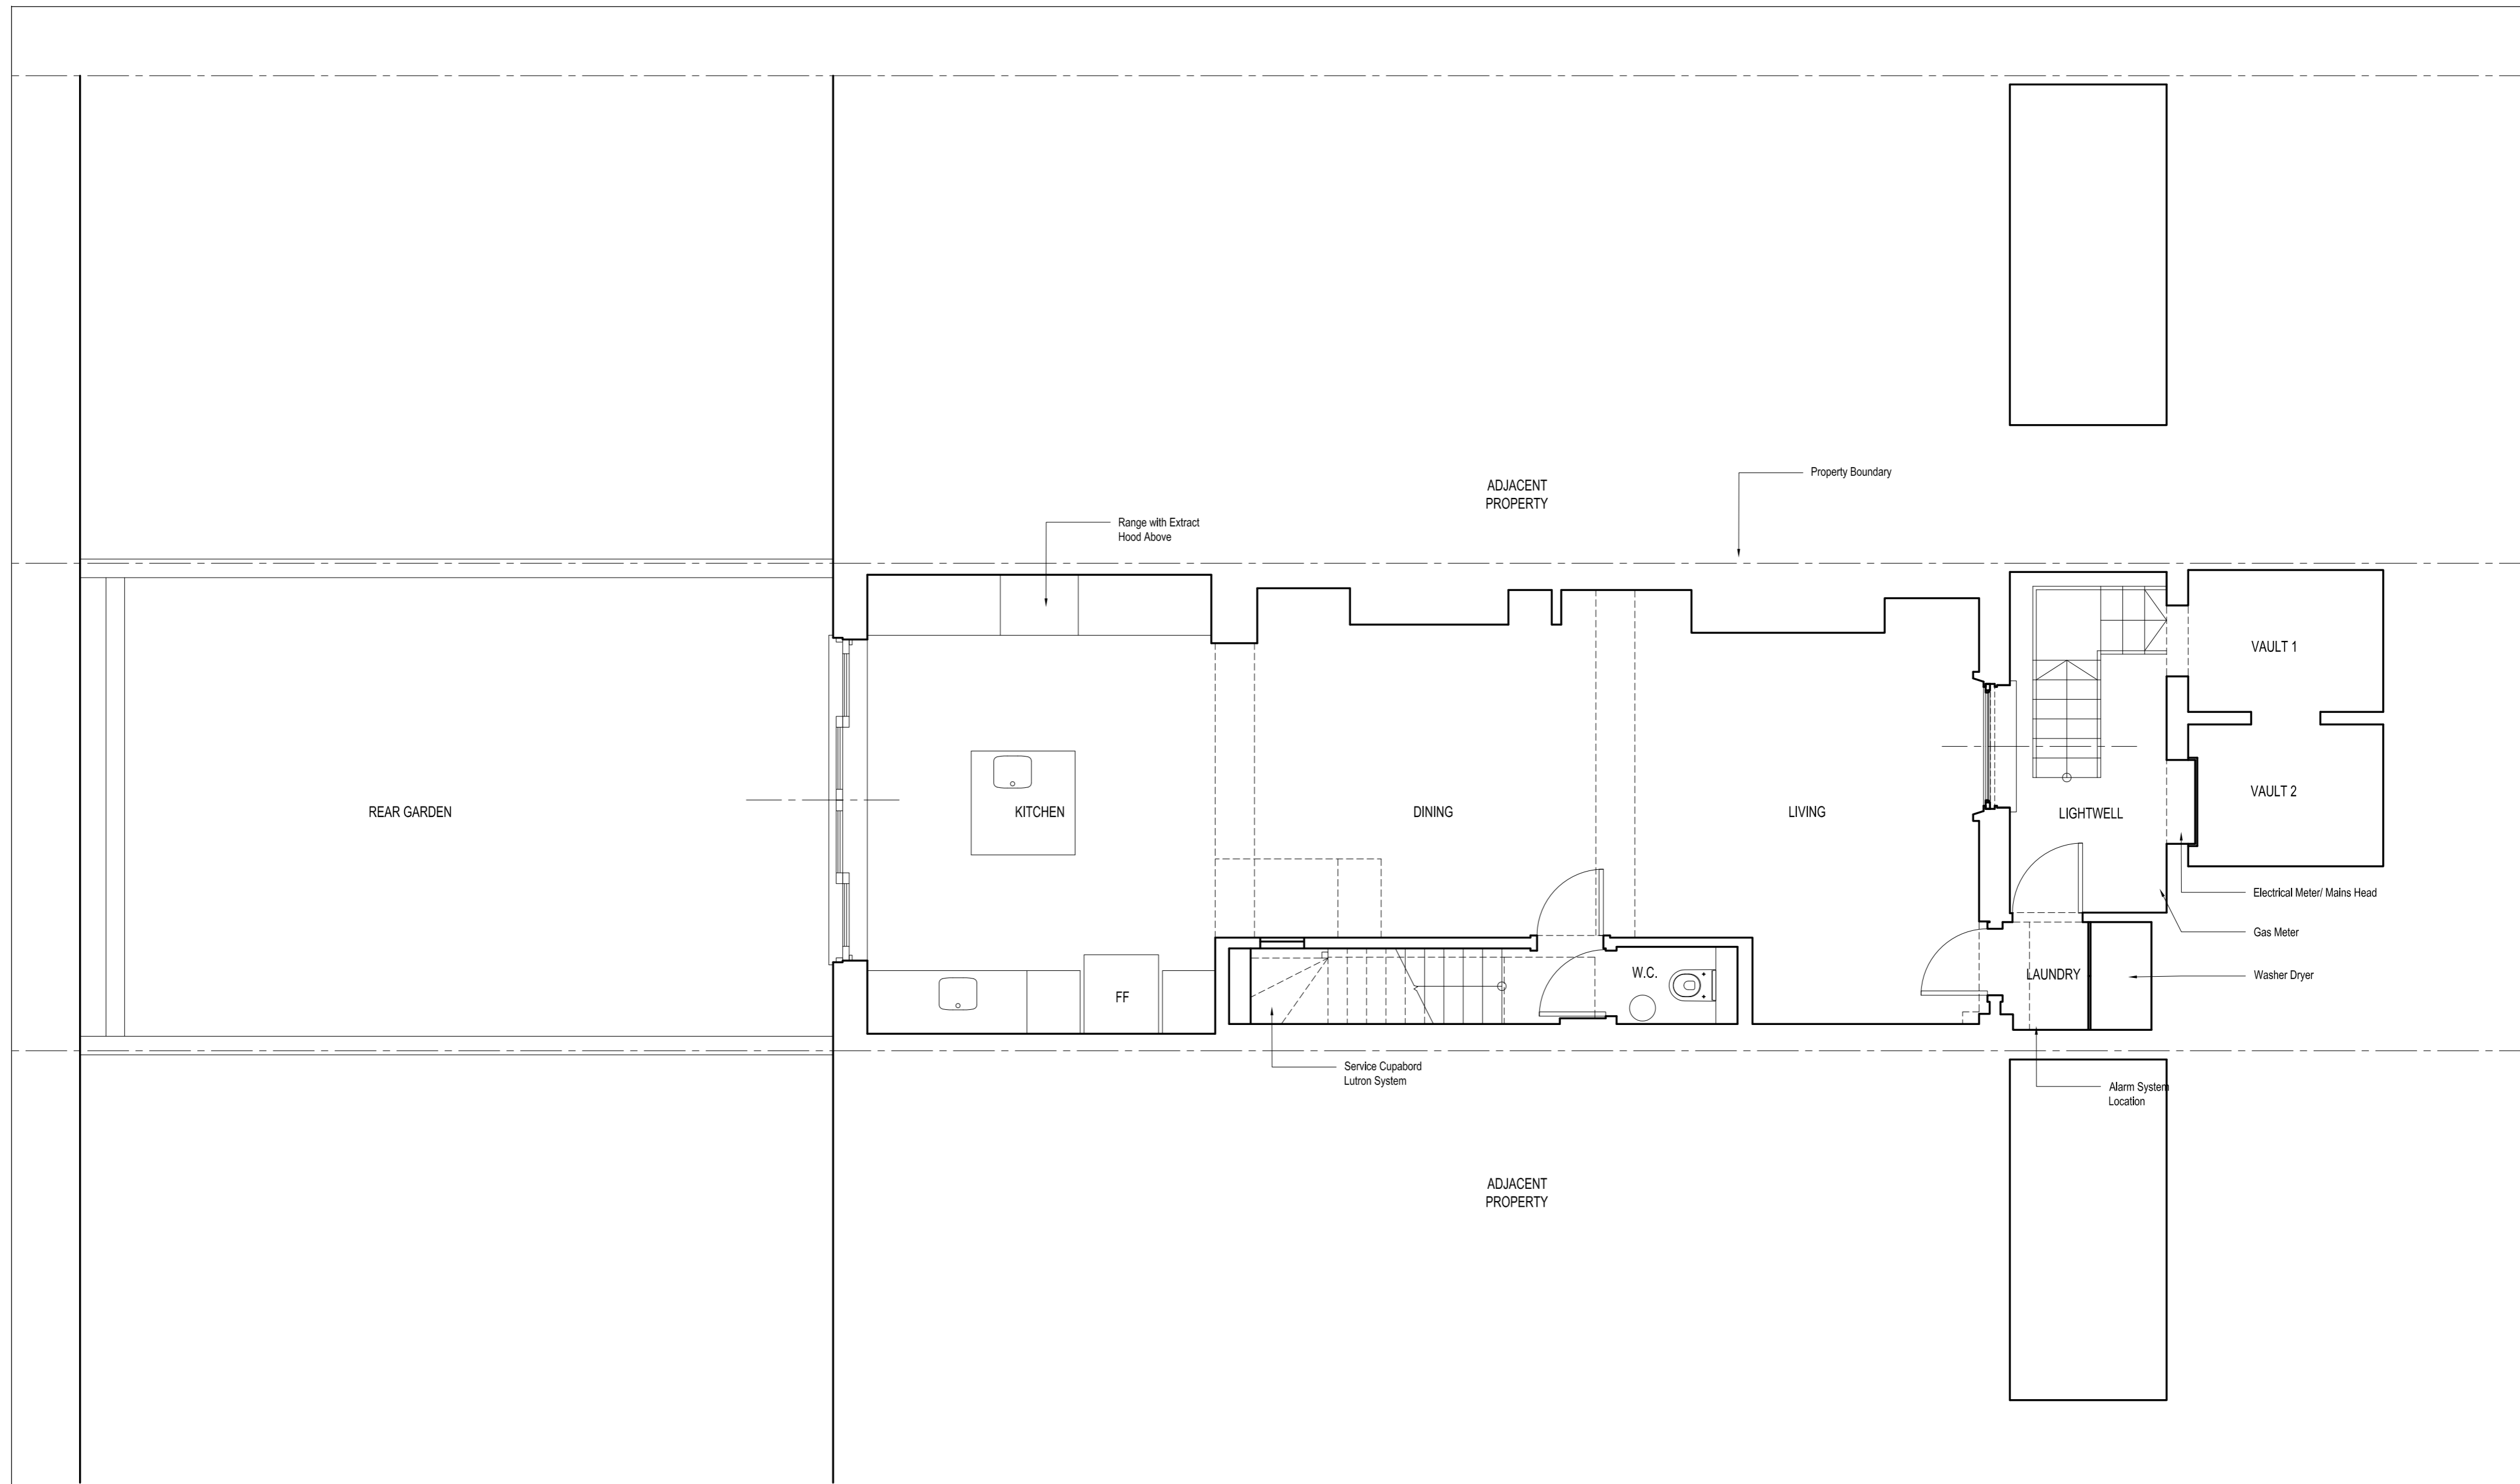 Property Boundary
ADJACENT
PROPERTY
Range with Extract
Hood Above
VAULT 1
VAULT 2
REAR GARDEN
KITCHEN
DINING
LIVING
LIGHTWELL
Electrical Meter/ Mains Head
Gas Meter
W.C.
LAUNDRY
Washer Dryer
FF
Service Cupabord
Lutron System
Alarm System
Location
ADJACENT
PROPERTY